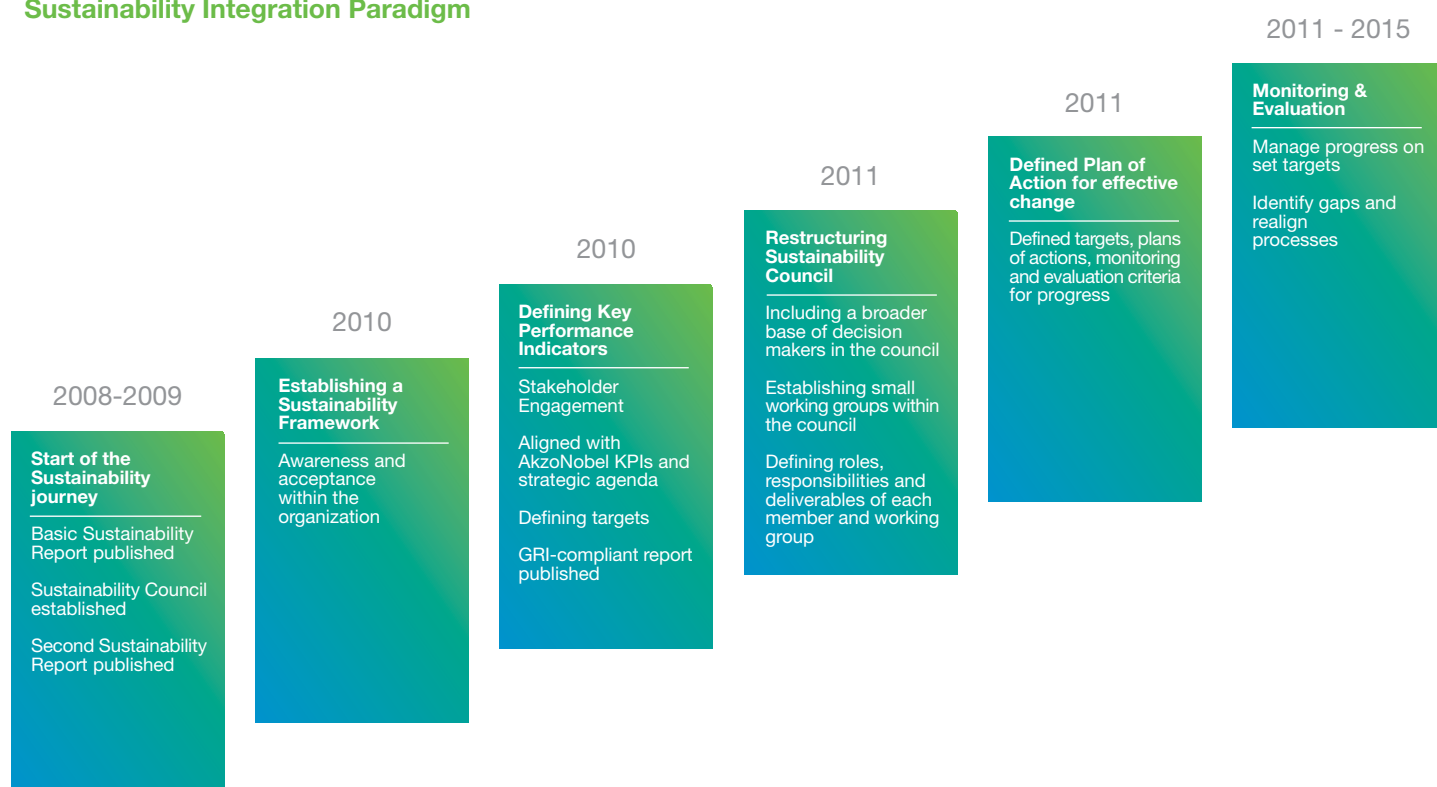 Sustainability Integration Paradigm
2008-2009
Start of the
Sustainability
journey
Basic Sustainability
Report published
Sustainability Council
established
Second Sustainability
Report published
2010
Establishing a
Sustainability
Framework
Awareness and
acceptance
within the
organization
2010
Defining Key
Performance
Indicators
Stakeholder
Engagement
Aligned with
AkzoNobel KPIs and
strategic agenda
Defining targets
GRI-compliant report
published
2011
Restructuring
Sustainability
Council
Including a broader
base of decision
makers in the council
Establishing small
working groups within
the council
Defining roles,
responsibilities and
deliverables of each
member and working
group
2011
Defined Plan of
Action for effective
change
Defined targets, plans
of actions, monitoring
and evaluation criteria
for progress
2011 - 2015
Monitoring &
Evaluation
Manage progress on
set targets
Identify gaps and
realign
processes